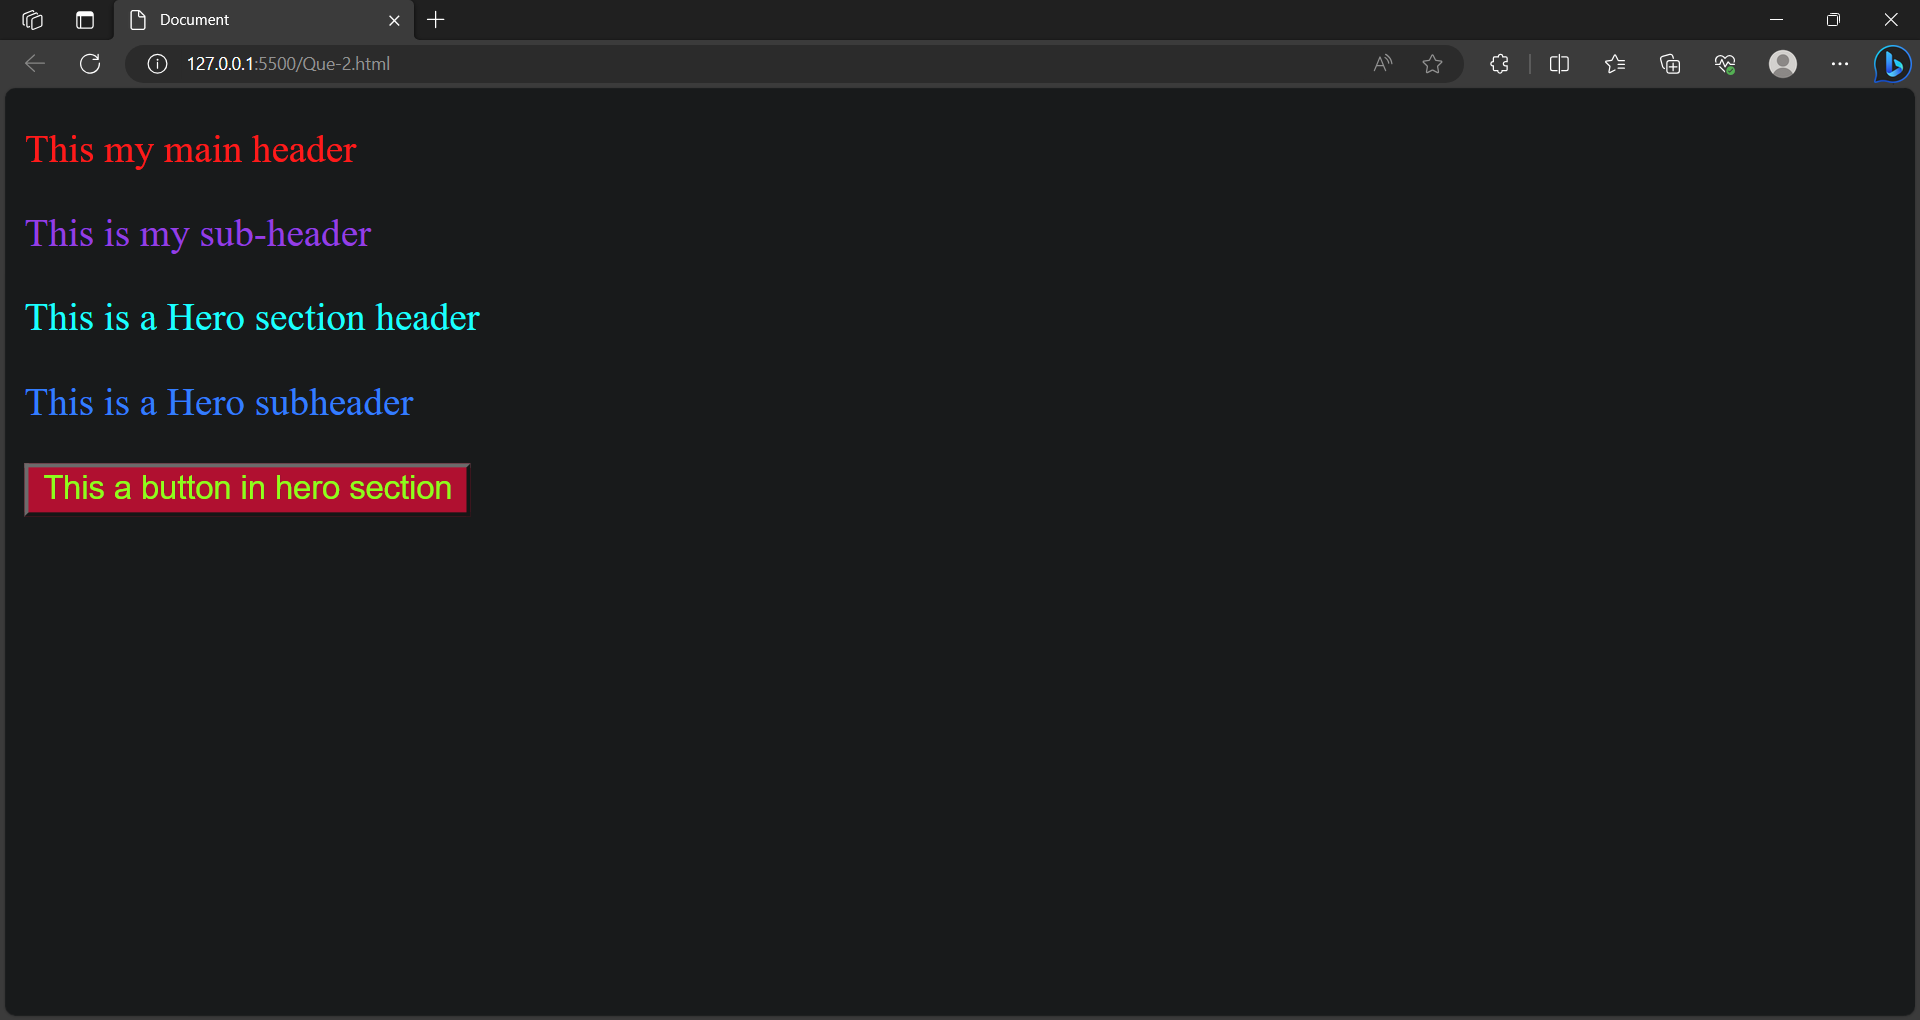 Document
127.0.0.1:5500/Que-2.html
This my main header
This is my sub-header
This is a Hero section header
This is a Hero subheader
This a button in hero section